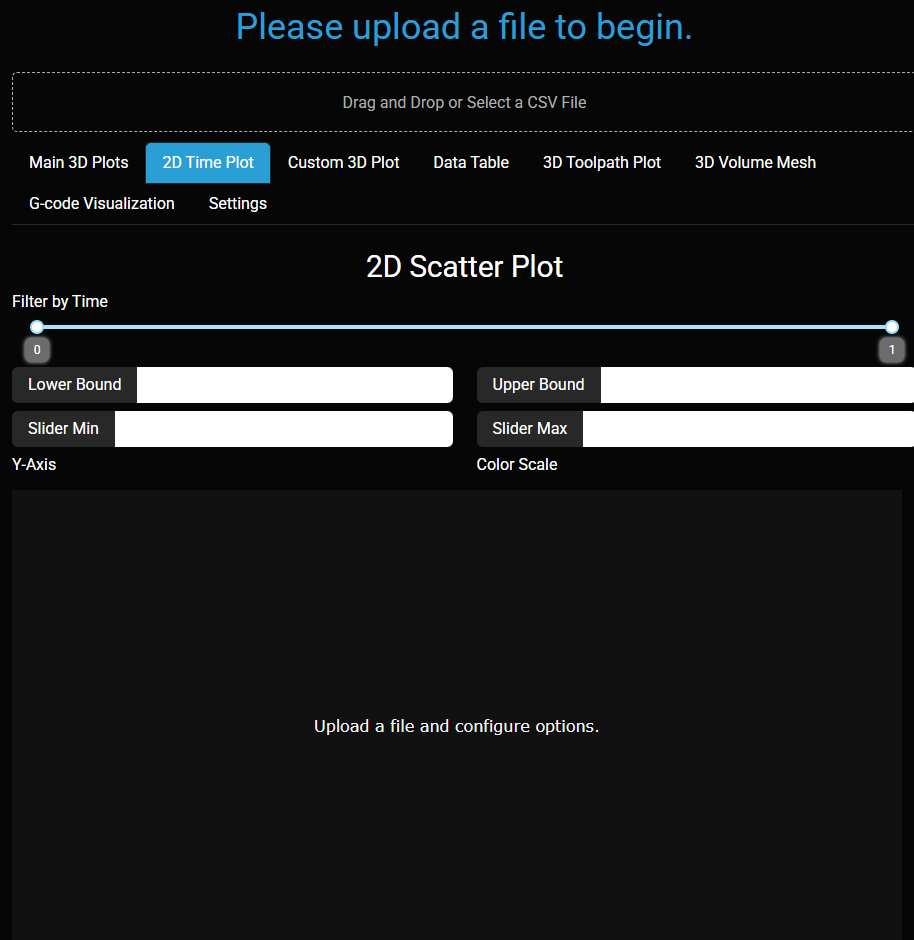 Please upload a file to begin.
Drag and Drop or Select a CSV File
Main 3D Plots 2D Time Plot Custom 3D Plot Data Table 3D Toolpath Plot 3D Volume Mesh
G-code Visualization Settings
2D Scatter Plot
Filter by Time
0 1
Lower Bound Upper Bound
Slider Min Slider Max
Y-Axis Color Scale
Upload a file and configure options.